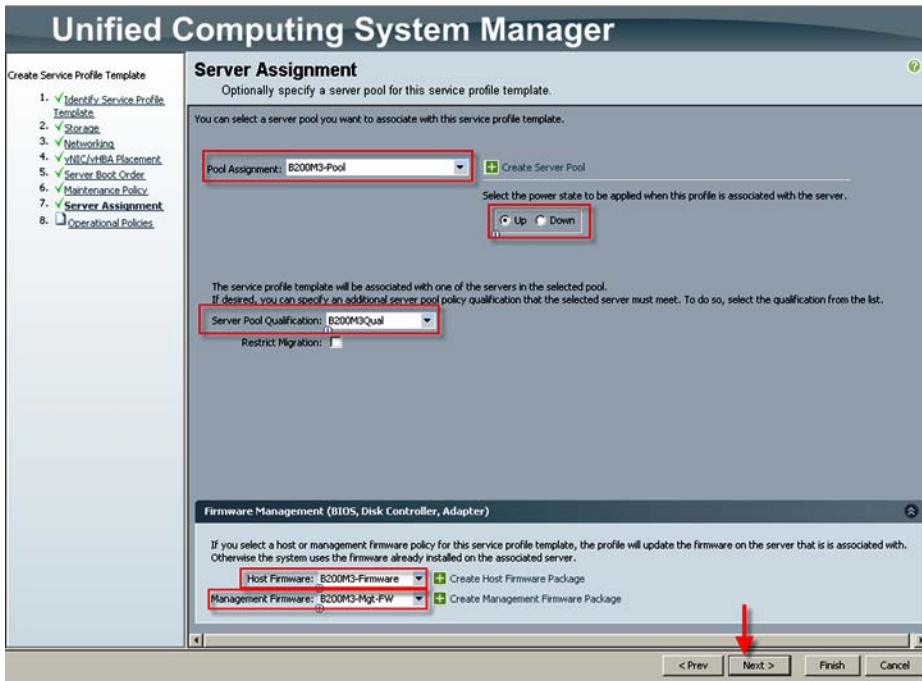 Unified Computing System Manager
Create Service Profile Template
1. Identify Service Profile
Template
2. Storage
3. Networking
4. vNIC/vHBA Placement
5. Server Boot Order
6. Maintenance Policy
7. Server Assignment
8. Operational Policies
Server Assignment
Optionally specify a server pool for this service profile template.
You can select a server pool you want to associate with this service profile template.
Pool Assignment: B200M3-Pool
Create Server Pool
Select the power state to be applied when this profile is associated with the server.
Up Down
The service profile template will be associated with one of the servers in the selected pool.
If desired, you can specify an additional server pool policy qualification that the selected server must meet. To do so, select the qualification from the list.
Server Pool Qualification: B200M3Qual
Restrict Migration:
Firmware Management (BIOS, Disk Controller, Adapter)
If you select a host or management firmware policy for this service profile template, the profile will update the firmware on the server that is is associated with.
Otherwise the system uses the firmware already installed on the associated server.
Host Firmware: B200M3-Firmware Create Host Firmware Package
Management Firmware: B200M3-Mgt-FW Create Management Firmware Package
< Prev Next > Finish Cancel